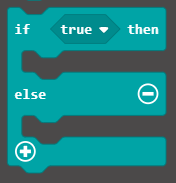 if true then
else